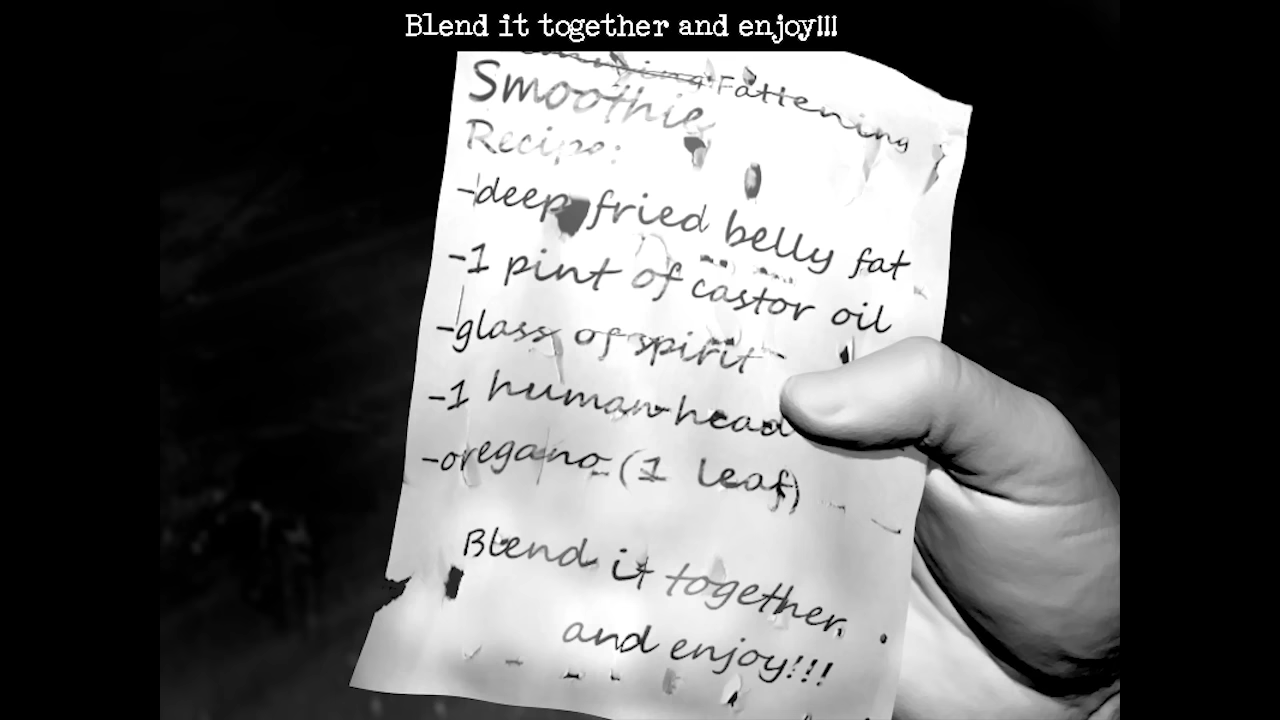 Blend it together and enjoy!!!
Fattening
Smoothie
Recipe:
-deep fried belly fat
-1 pint of castor oil
-glass of spirit
-1 human head
-oregano (1 leaf)
Blend it together
and enjoy!!!